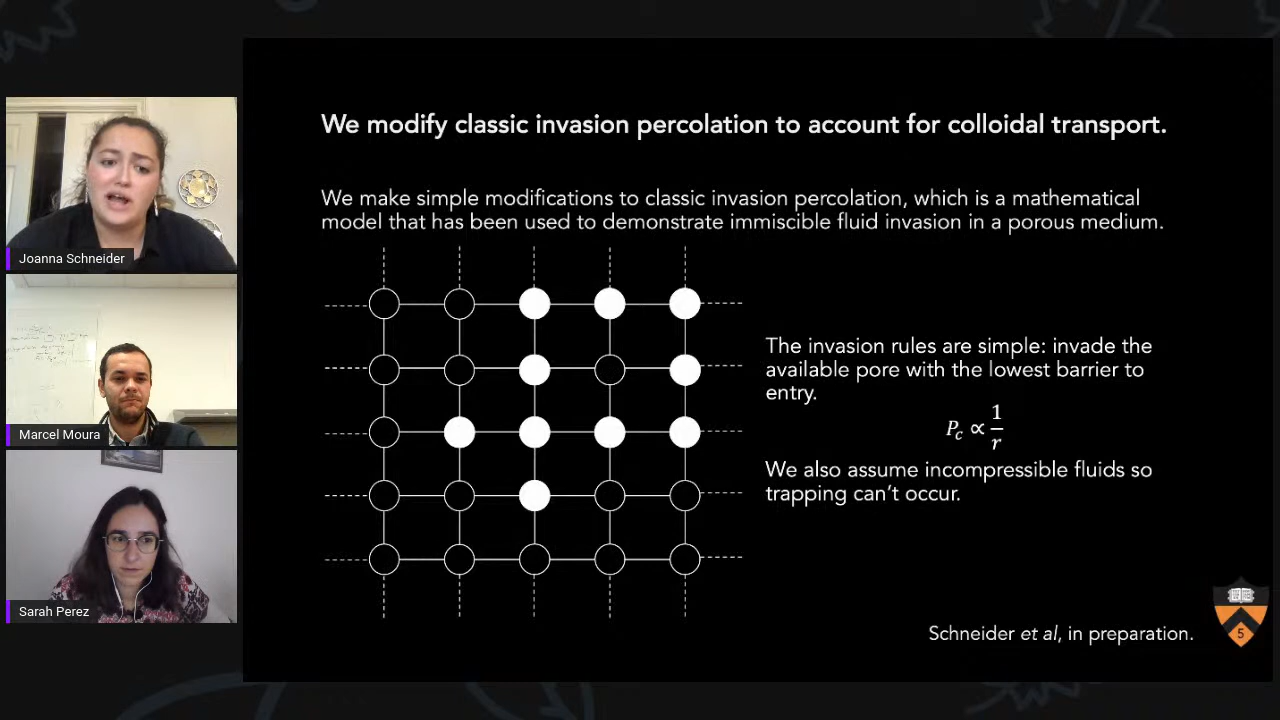 We modify classic invasion percolation to account for colloidal transport.
We make simple modifications to classic invasion percolation, which is a mathematical
model that has been used to demonstrate immiscible fluid invasion in a porous medium.
The invasion rules are simple: invade the
available pore with the lowest barrier to
entry.
P_c ∝ 1/r
We also assume incompressible fluids so
trapping can't occur.
Schneider et al, in preparation.
5
Joanna Schneider
Marcel Moura
Sarah Perez